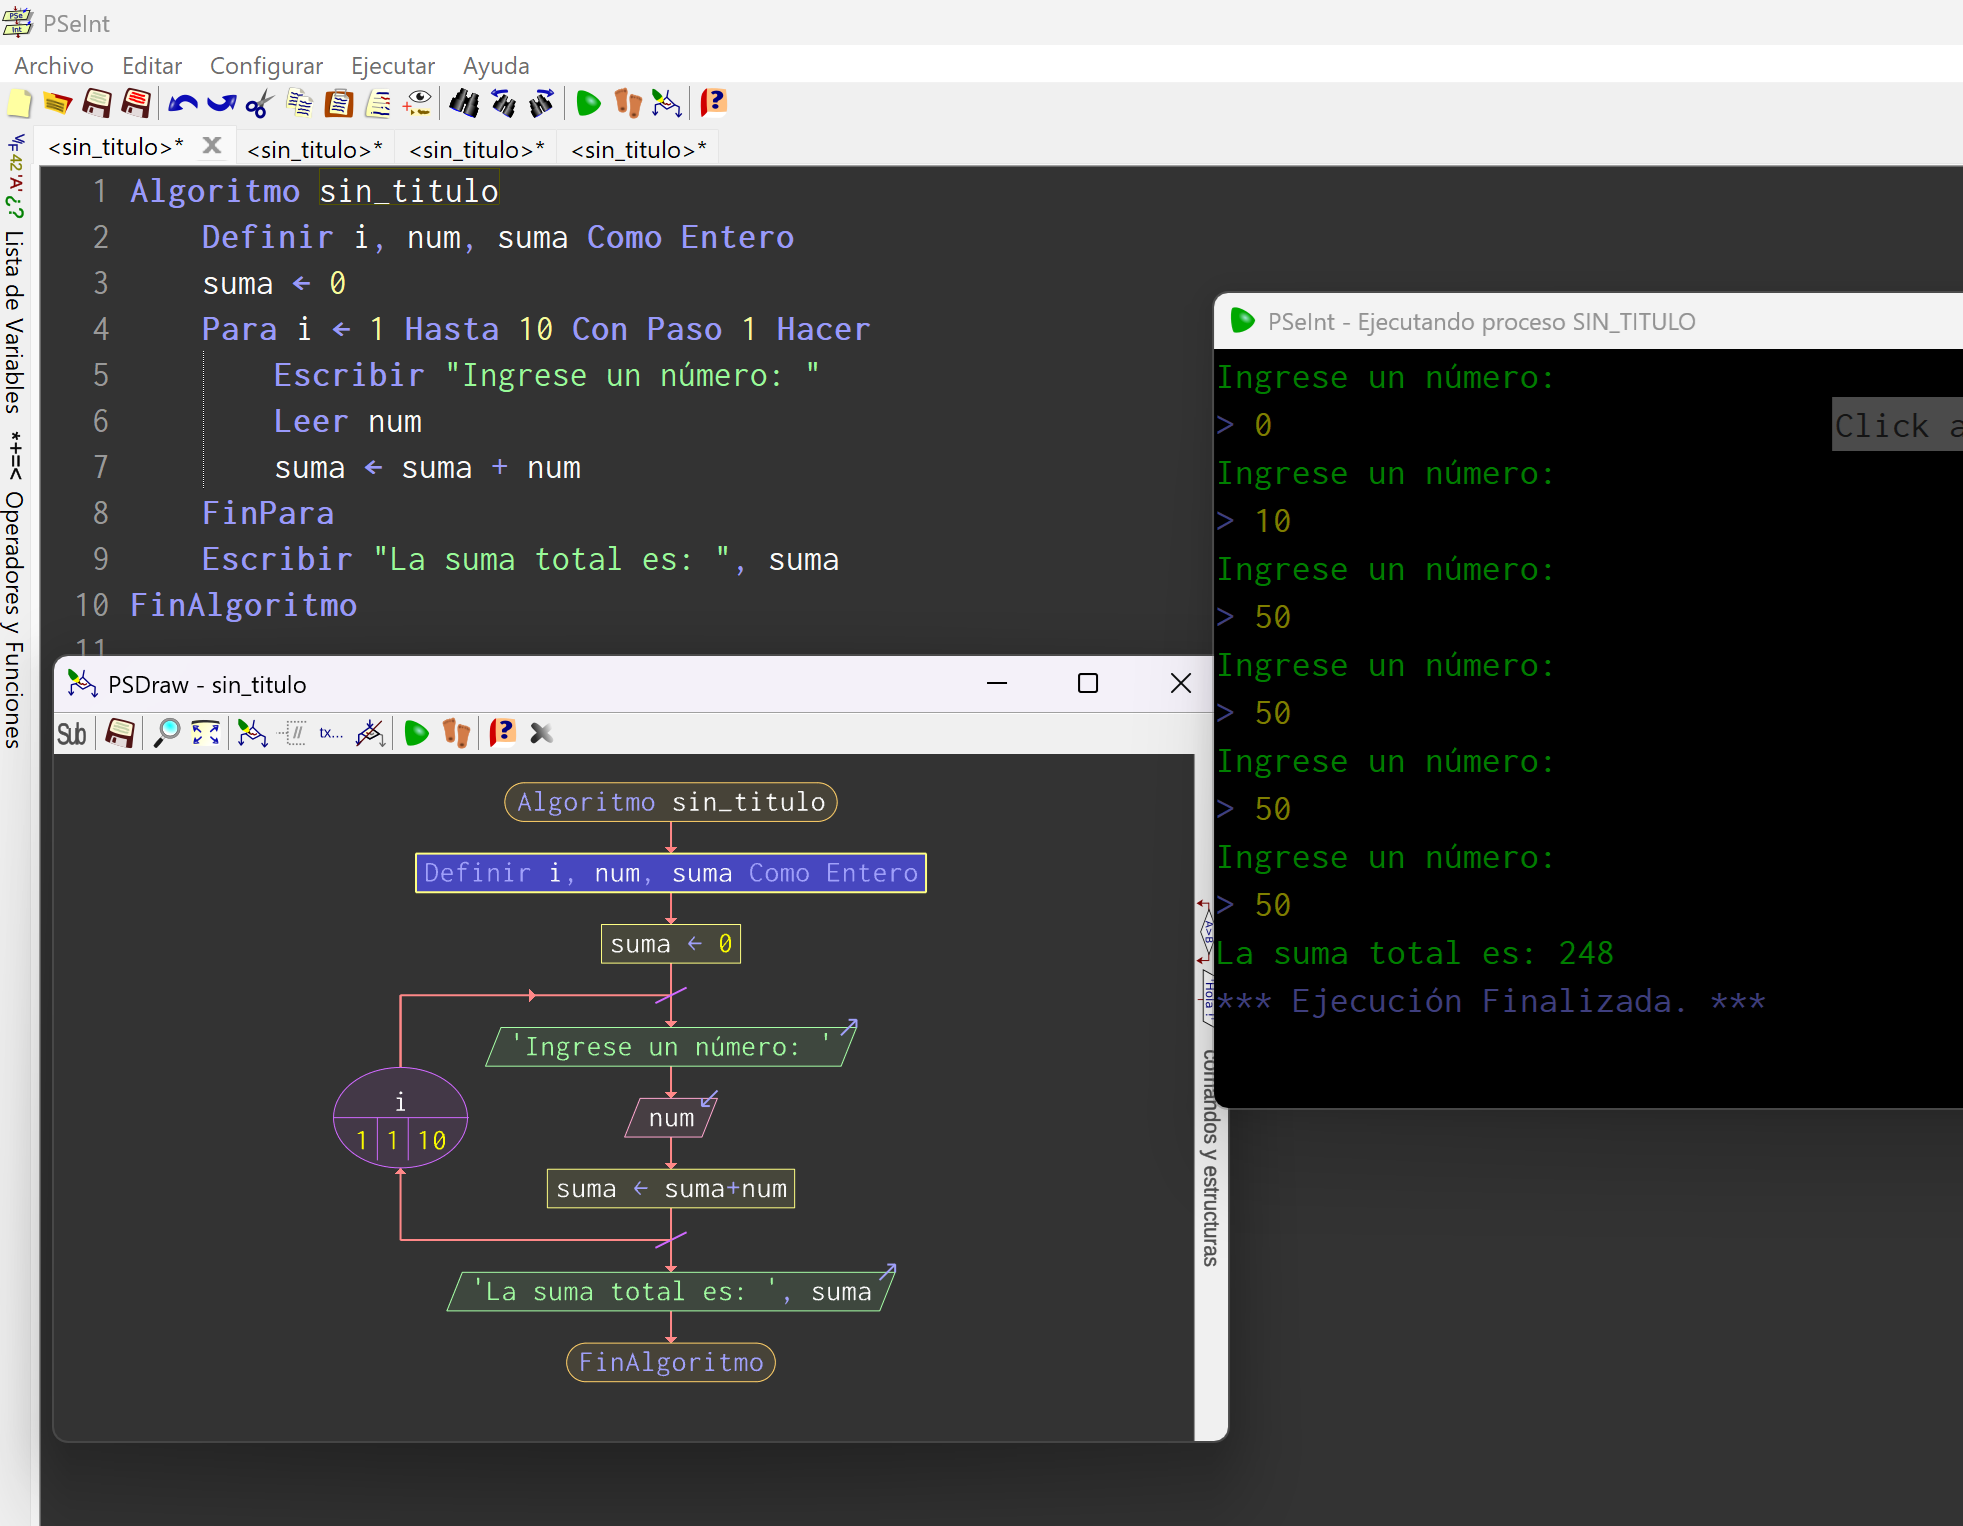 PSeInt
Archivo Editar Configurar Ejecutar Ayuda
<sin_titulo>* <sin_titulo>* <sin_titulo>* <sin_titulo>*
Lista de Variables
*+=< Operadores y Funciones
1 Algoritmo sin_titulo
2 Definir i, num, suma Como Entero
3 suma ← 0
4 Para i ← 1 Hasta 10 Con Paso 1 Hacer
5 Escribir "Ingrese un número: "
6 Leer num
7 suma ← suma + num
8 FinPara
9 Escribir "La suma total es: ", suma
10 FinAlgoritmo
11
PSDraw - sin_titulo
Sub tx...
Algoritmo sin_titulo
Definir i, num, suma Como Entero
suma ← 0
'Ingrese un número: '
i
1 1 10
num
suma ← suma+num
'La suma total es: ', suma
FinAlgoritmo
A>B
'Hola !'
comandos y estructuras
PSeInt - Ejecutando proceso SIN_TITULO
Ingrese un número:
> 0
Click
Ingrese un número:
> 10
Ingrese un número:
> 50
Ingrese un número:
> 50
Ingrese un número:
> 50
Ingrese un número:
> 50
La suma total es: 248
*** Ejecución Finalizada. ***